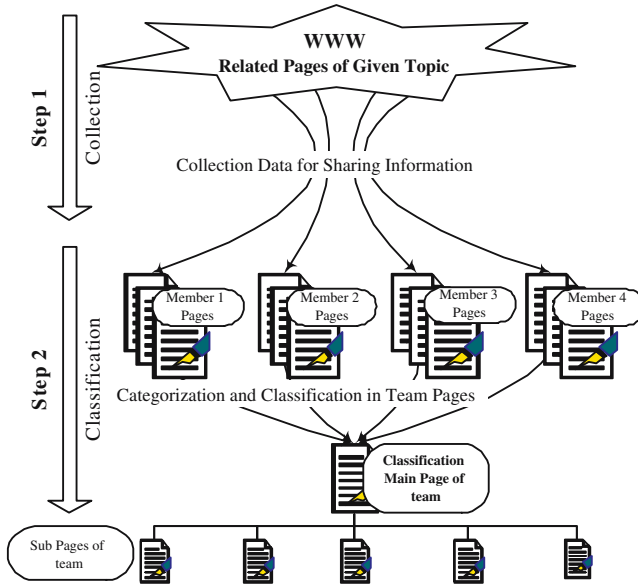 WWW
Related Pages of Given Topic
Step 1
Collection
Collection Data for Sharing Information
Member 1
Pages
Member 2
Pages
Member 3
Pages
Member 4
Pages
Step 2
Classification
Categorization and Classification in Team Pages
Classification
Main Page of
team
Sub Pages of
team